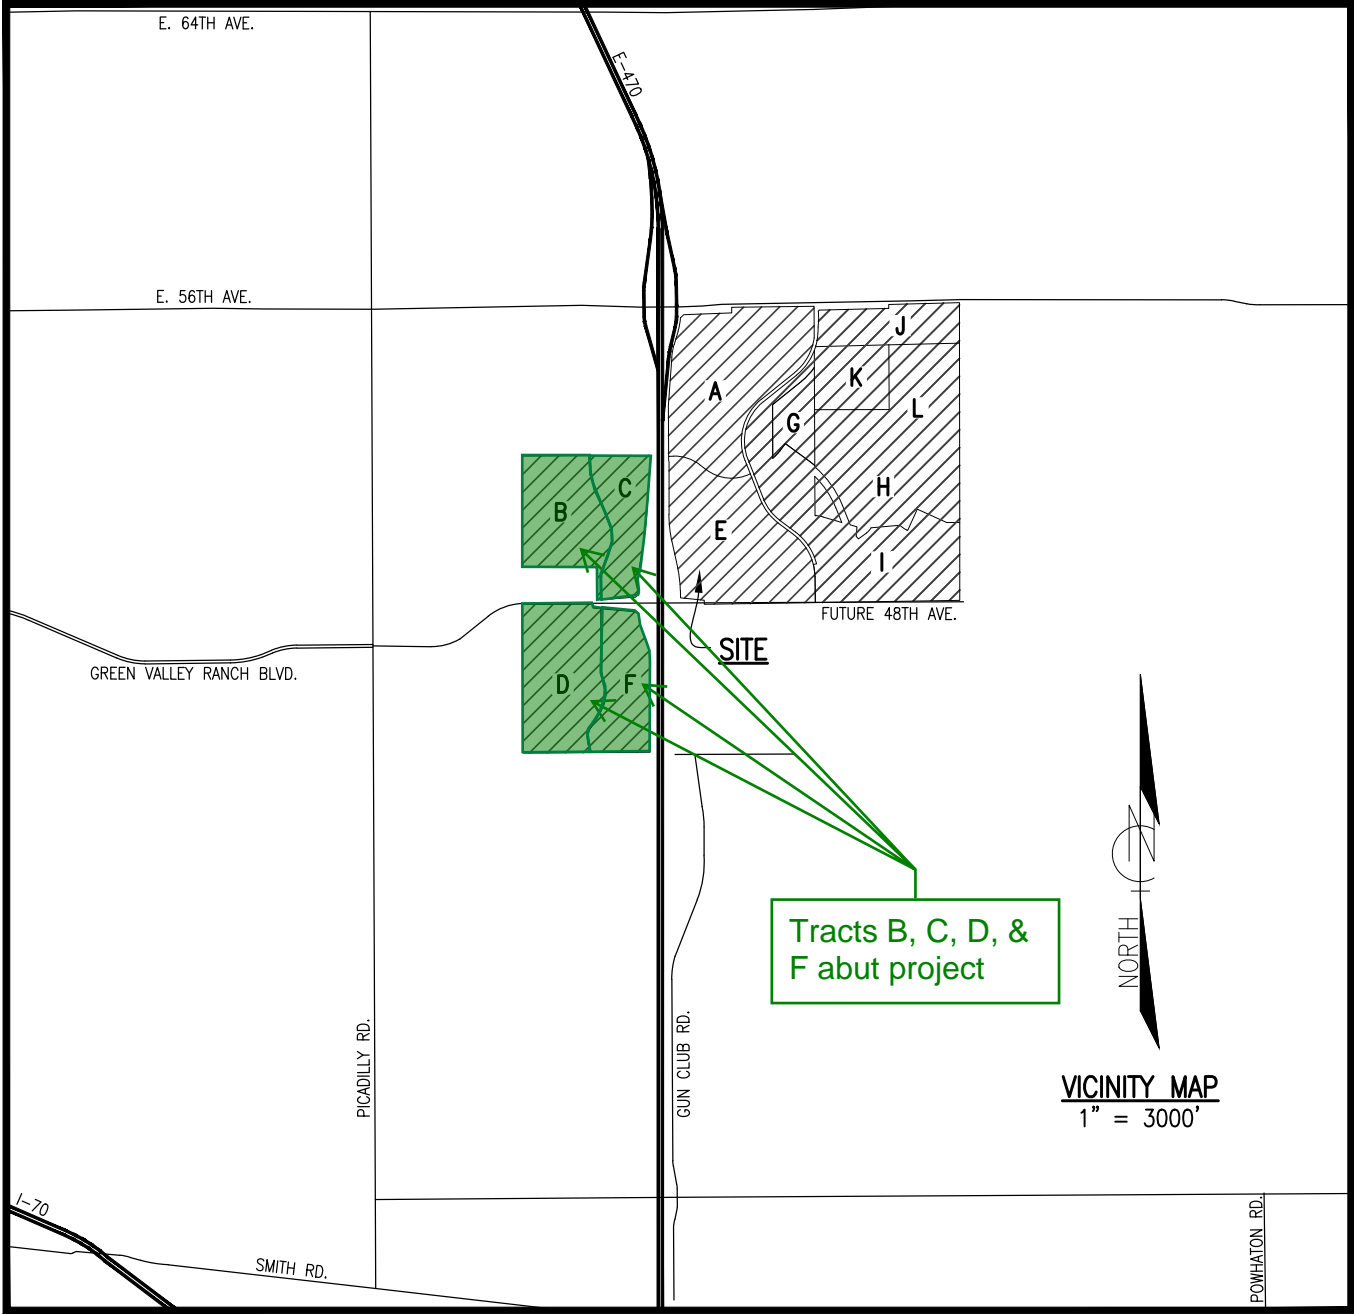 E. 64TH AVE.
E-470
E. 56TH AVE.
J
K
A
L
G
C
H
B
E
I
FUTURE 48TH AVE.
SITE
GREEN VALLEY RANCH BLVD.
D
F
Tracts B, C, D, &
F abut project
NORTH
PICADILLY RD.
GUN CLUB RD.
VICINITY MAP
1" = 3000'
I-70
SMITH RD.
POWHATON RD.